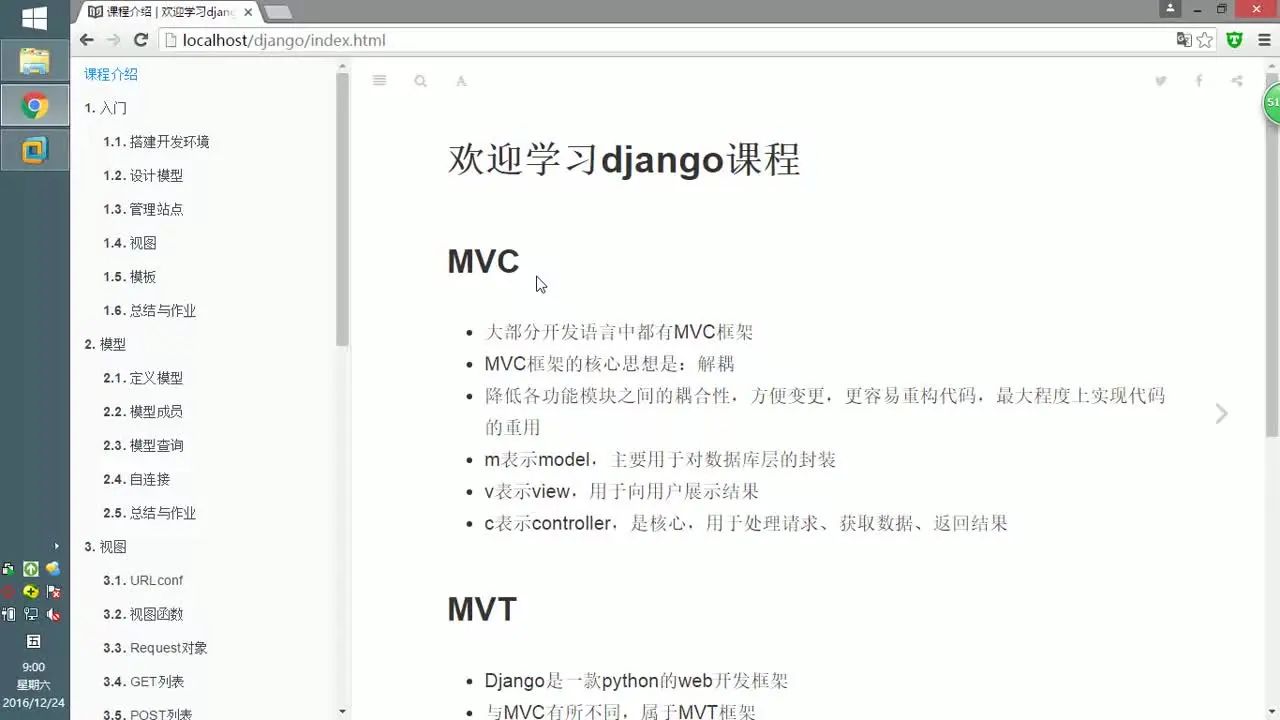 课程介绍 | 欢迎学习djang
localhost/django/index.html
课程介绍
1. 入门
1.1. 搭建开发环境
1.2. 设计模型
1.3. 管理站点
1.4. 视图
1.5. 模板
1.6. 总结与作业
2. 模型
2.1. 定义模型
2.2. 模型成员
2.3. 模型查询
2.4. 自连接
2.5. 总结与作业
3. 视图
3.1. URLconf
3.2. 视图函数
3.3. Request对象
3.4. GET列表
3.5. POST列表
A
欢迎学习django课程
MVC
大部分开发语言中都有MVC框架
MVC框架的核心思想是：解耦
降低各功能模块之间的耦合性，方便变更，更容易重构代码，最大程度上实现代码
的重用
m表示model，主要用于对数据库层的封装
v表示view，用于向用户展示结果
c表示controller，是核心，用于处理请求、获取数据、返回结果
MVT
Django是一款python的web开发框架
与MVC有所不同，属于MVT框架
51
五
9:00
星期六
2016/12/24